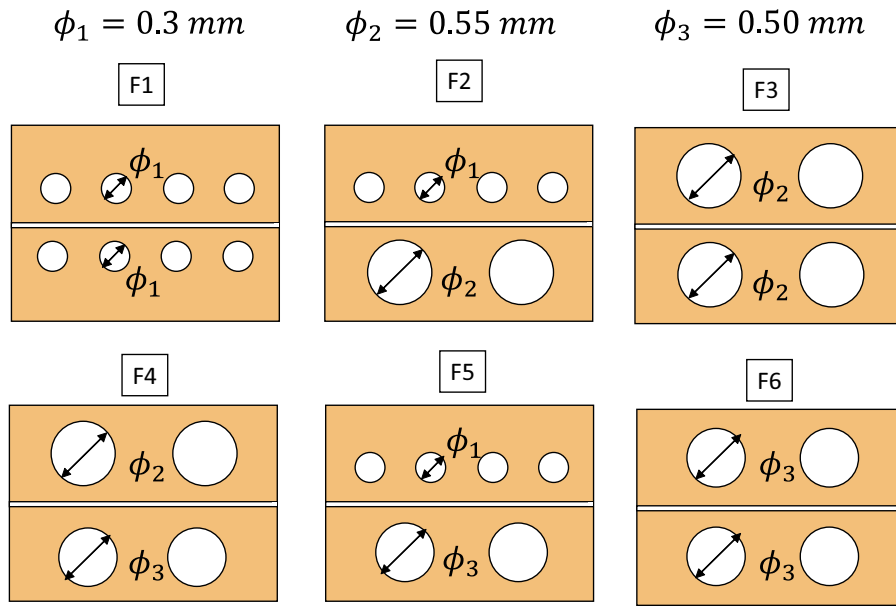 ϕ₁ = 0.3 mm
ϕ₂ = 0.55 mm
ϕ₃ = 0.50 mm
F1
F2
F3
ϕ₁
ϕ₁
ϕ₁
ϕ₂
ϕ₂
ϕ₂
F4
F5
F6
ϕ₂
ϕ₃
ϕ₁
ϕ₃
ϕ₃
ϕ₃